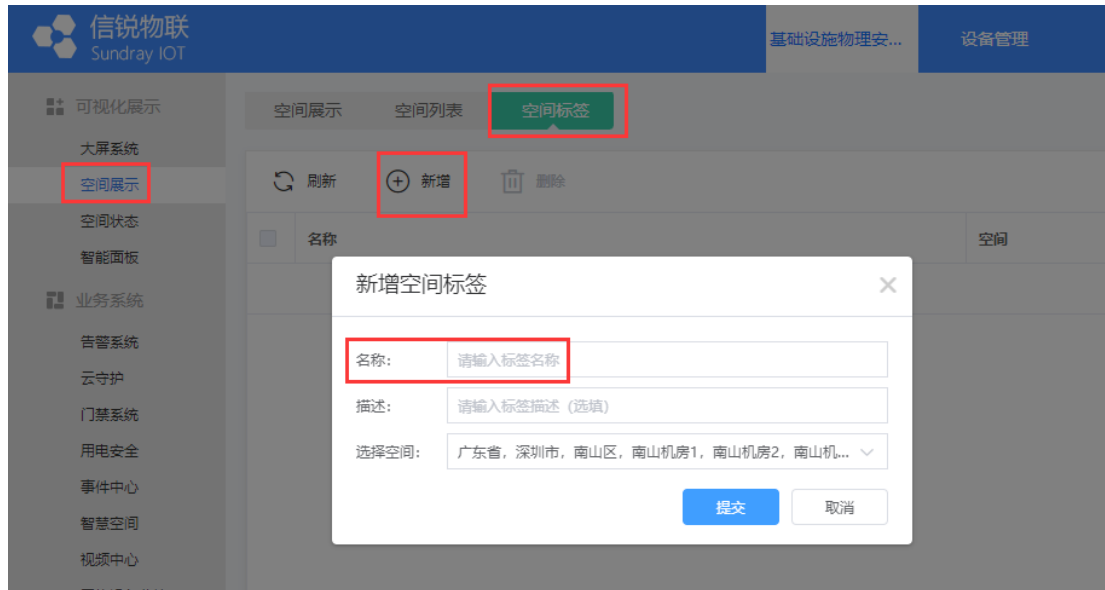 信锐物联
Sundray IOT
基础设施物理安...
设备管理
可视化展示
大屏系统
空间展示
空间状态
智能面板
业务系统
告警系统
云守护
门禁系统
用电安全
事件中心
智慧空间
视频中心
空间展示
空间列表
空间标签
刷新
新增
删除
名称
空间
新增空间标签
名称:
请输入标签名称
描述:
请输入标签描述 (选填)
选择空间:
广东省, 深圳市, 南山区, 南山机房1, 南山机房2, 南山机...
提交
取消